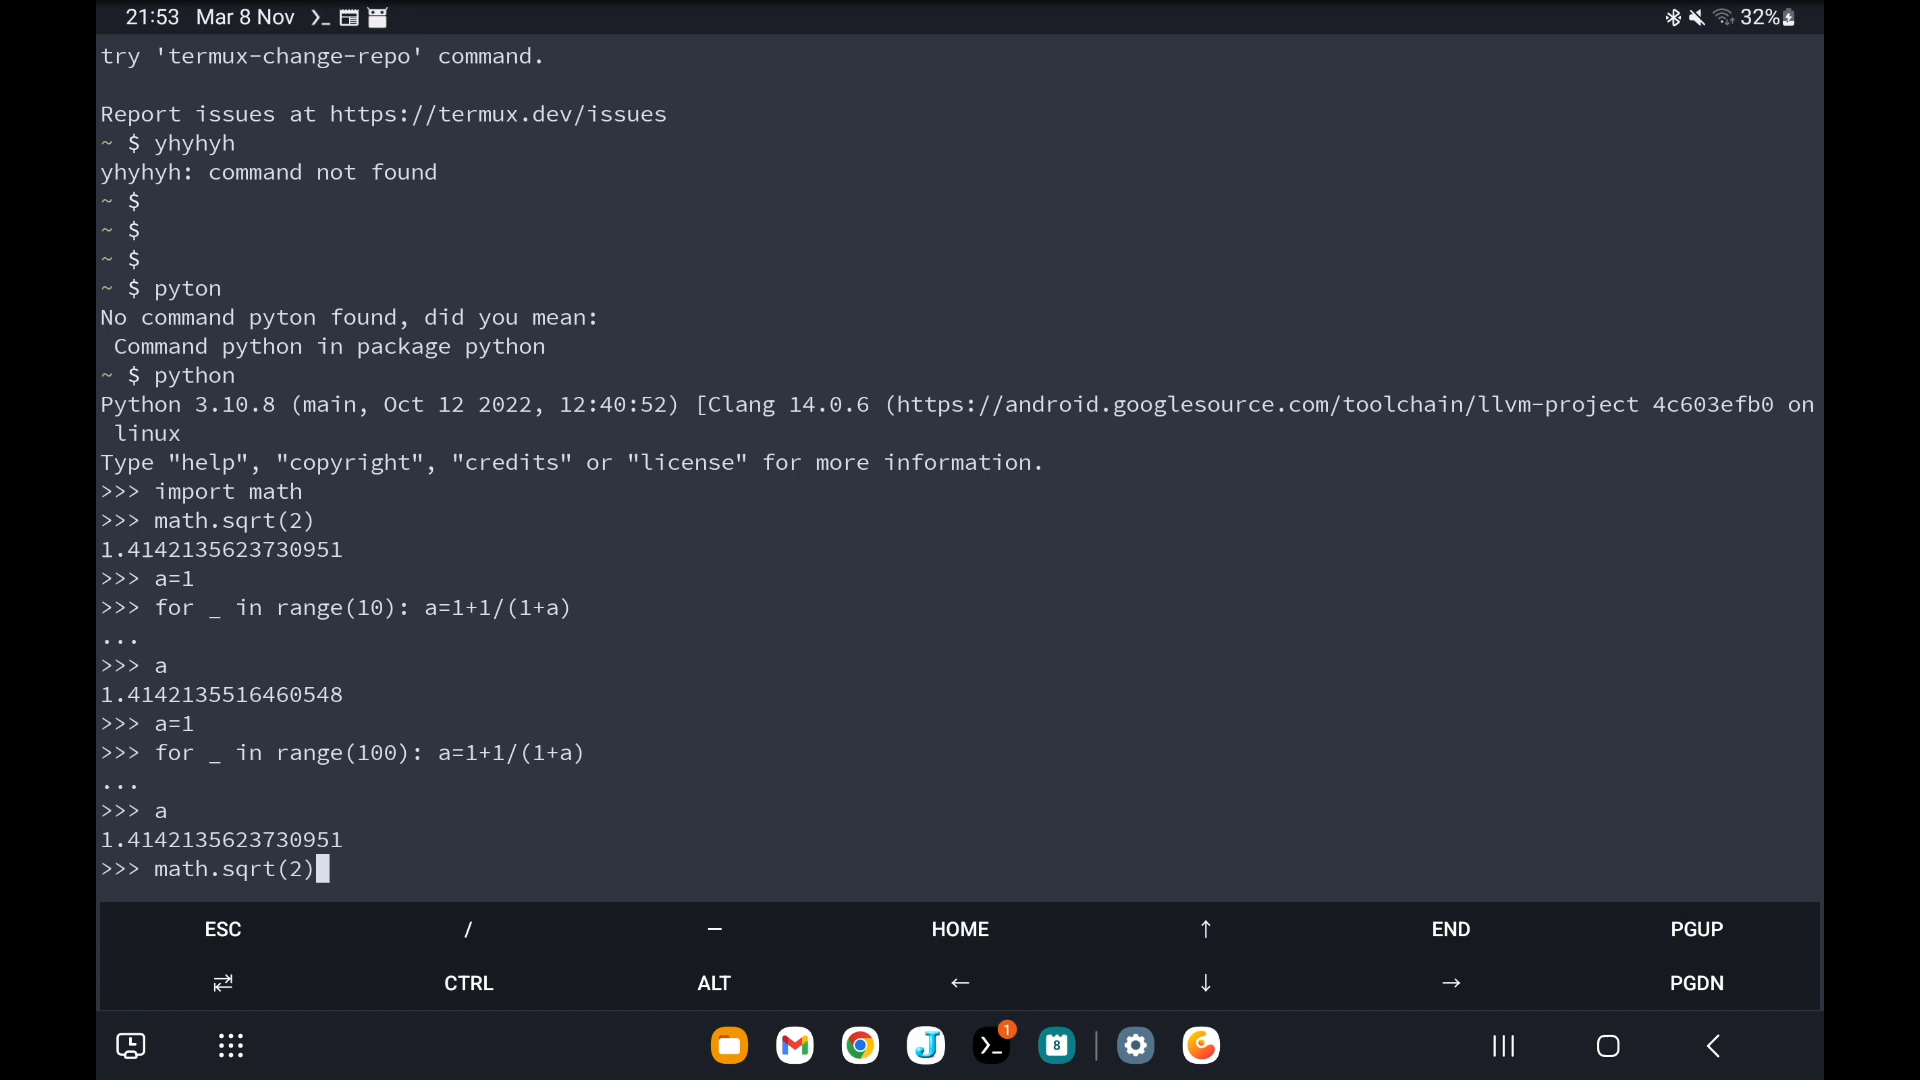 21:53 Mar 8 Nov 32%
try 'termux-change-repo' command.
Report issues at https://termux.dev/issues
~ $ yhyhyh
yhyhyh: command not found
~ $
~ $
~ $
~ $ pyton
No command pyton found, did you mean:
Command python in package python
~ $ python
Python 3.10.8 (main, Oct 12 2022, 12:40:52) [Clang 14.0.6 (https://android.googlesource.com/toolchain/llvm-project 4c603efb0 on
linux
Type "help", "copyright", "credits" or "license" for more information.
>>> import math
>>> math.sqrt(2)
1.4142135623730951
>>> a=1
>>> for _ in range(10): a=1+1/(1+a)
...
>>> a
1.4142135516460548
>>> a=1
>>> for _ in range(100): a=1+1/(1+a)
...
>>> a
1.4142135623730951
>>> math.sqrt(2)
ESC / — HOME ↑ END PGUP
⇄ CTRL ALT ← ↓ → PGDN
1
8